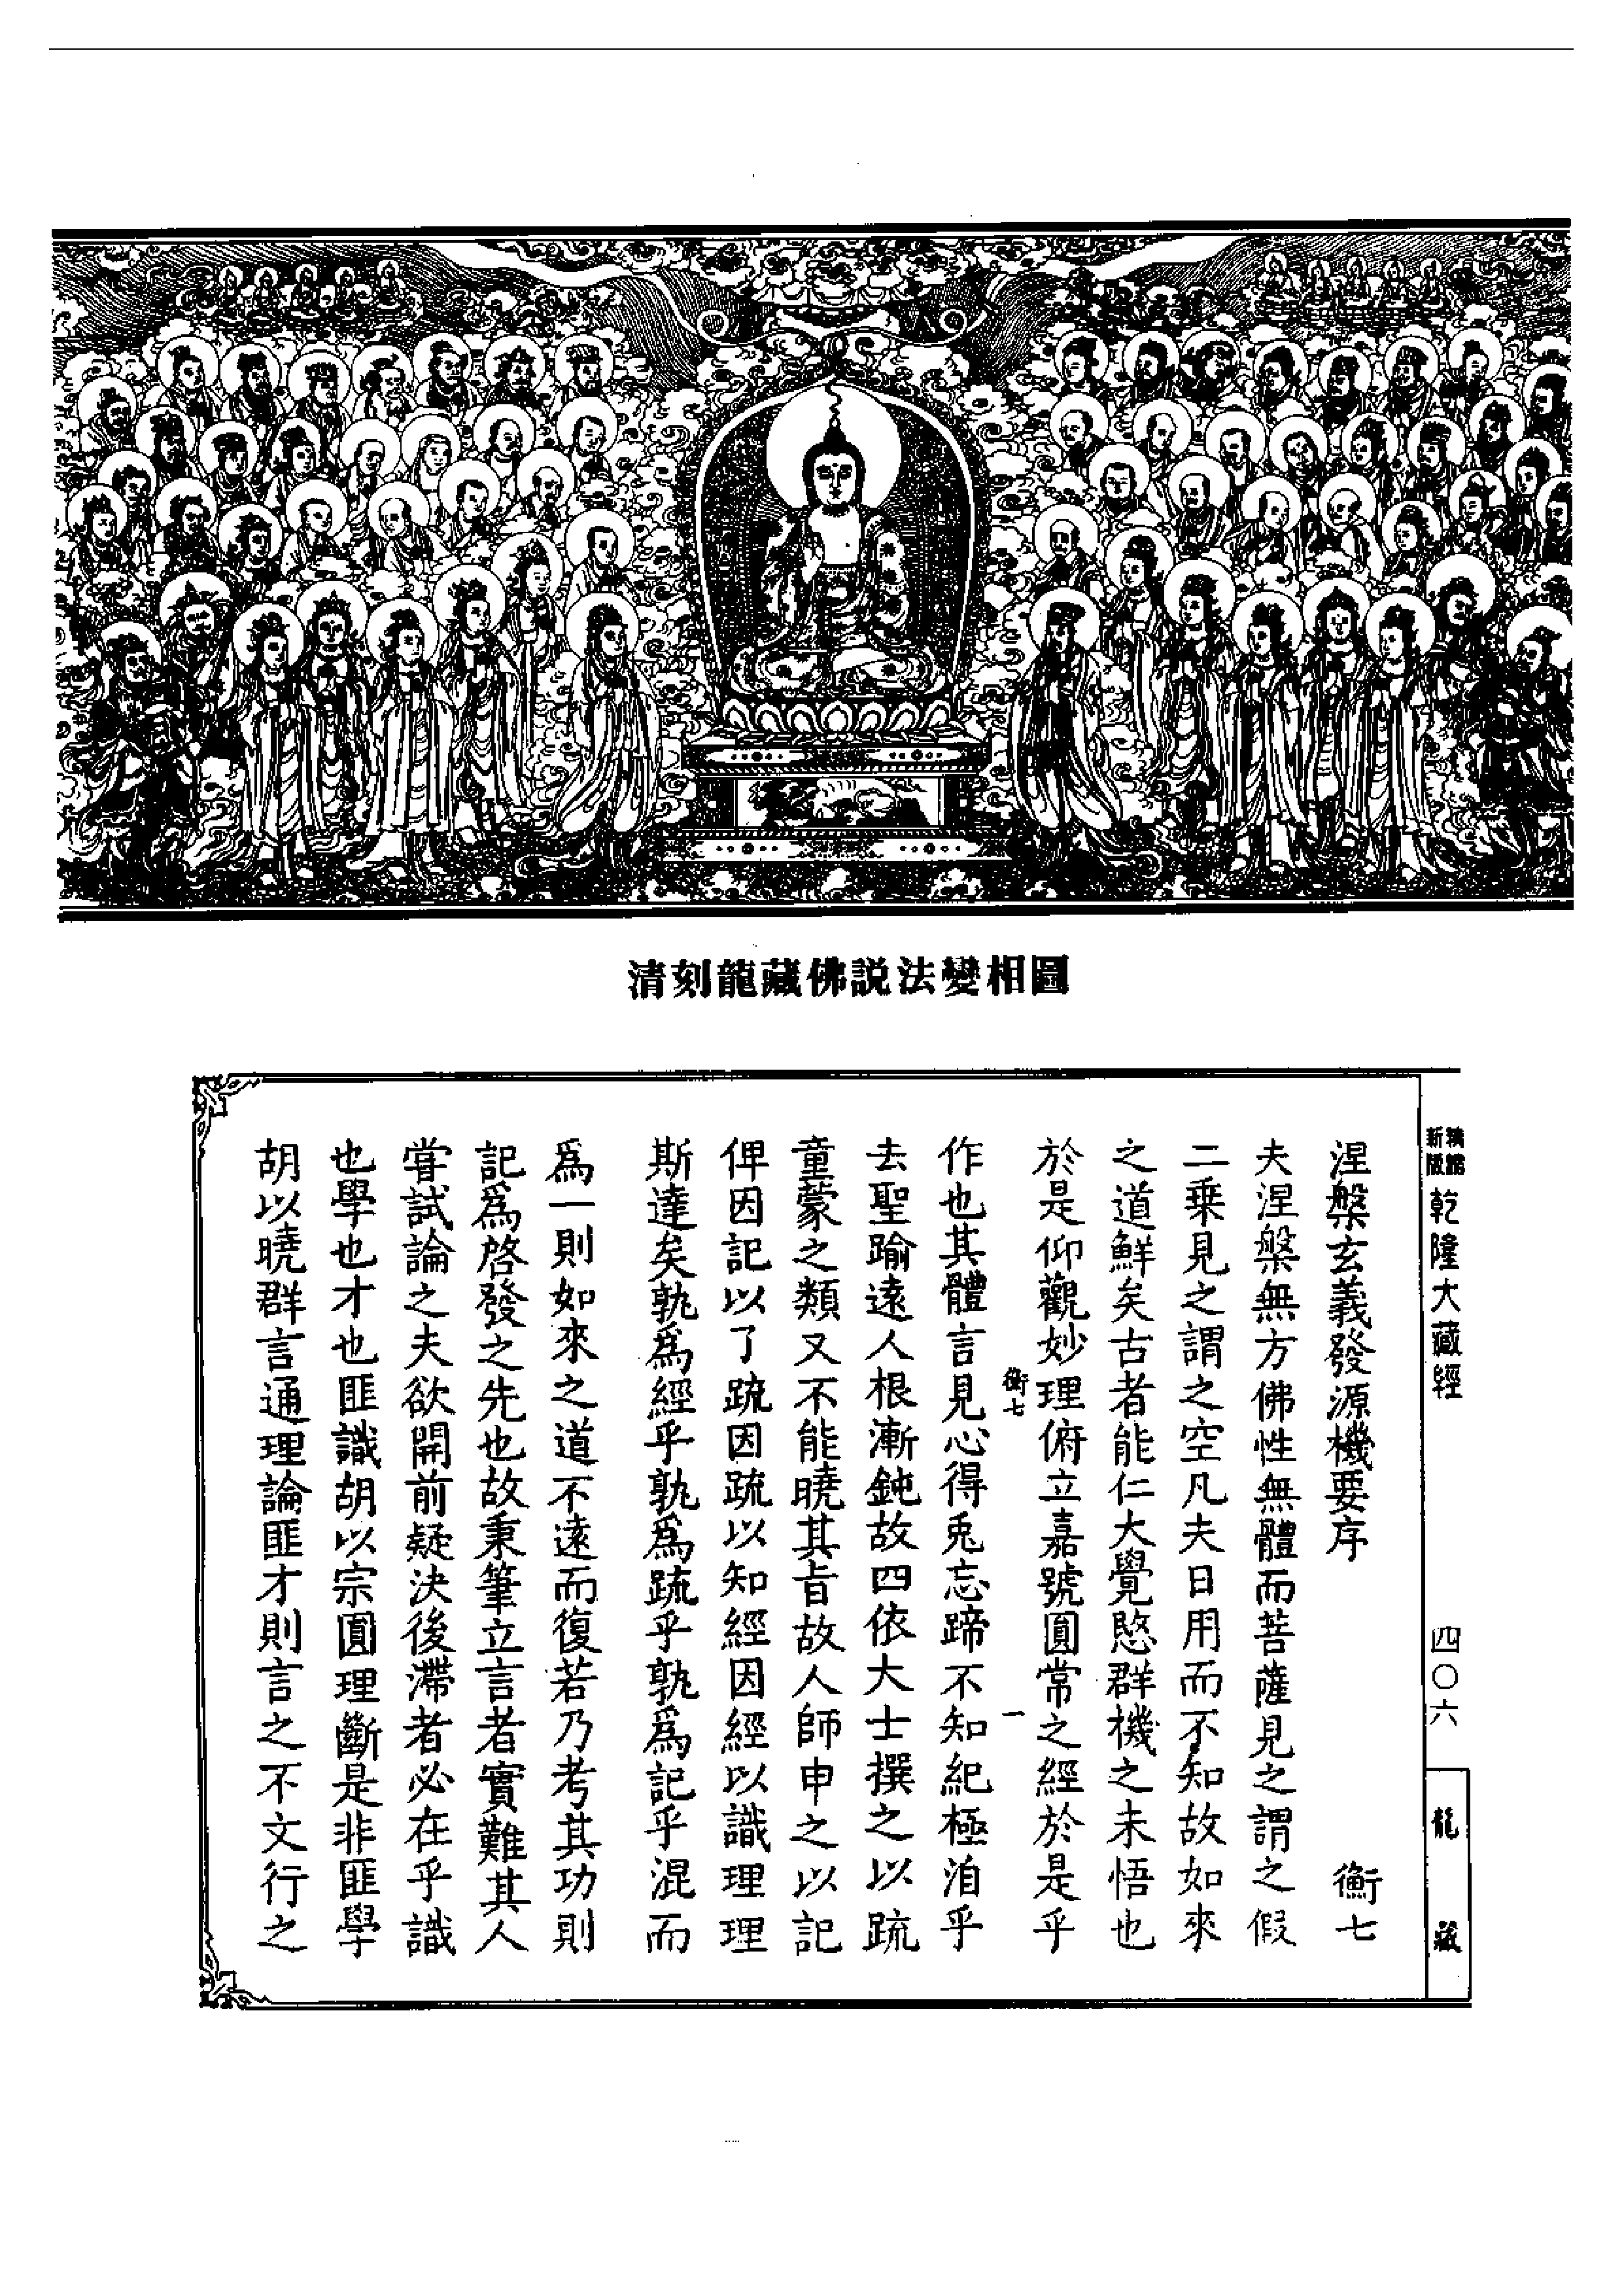 清刻龍藏佛説法變相圖
新版
乾隆大藏經
四〇六
龍藏
涅槃玄義發源機要序
衡七
夫涅槃無方佛性無體而菩薩見之謂之假
二乘見之謂之空凡夫日用而不知故如來
之道鮮矣古者能仁大覺愍群機之未悟也
於是仰觀妙理俯立嘉號圓常之經於是乎
衡七
一
作也其體言見心得兎忘蹄不知紀極洎乎
去聖踰遠人根漸鈍故四依大士撰之以疏
童蒙之類又不能曉其旨故人師申之以記
俾因記以了疏因疏以知經因經以識理理
斯達矣孰爲經乎孰爲疏乎孰爲記乎混而
爲一則如來之道不遠而復若乃考其功則
記爲啓發之先也故秉筆立言者實難其人
甞試論之夫欲開前疑決後滯者必在乎識
也學也才也匪識胡以宗圓理斷是非匪學
胡以曉群言通理論匪才則言之不文行之